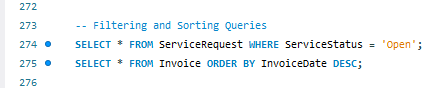 272
273 -- Filtering and Sorting Queries
274 SELECT * FROM ServiceRequest WHERE ServiceStatus = 'Open';
275 SELECT * FROM Invoice ORDER BY InvoiceDate DESC;
276